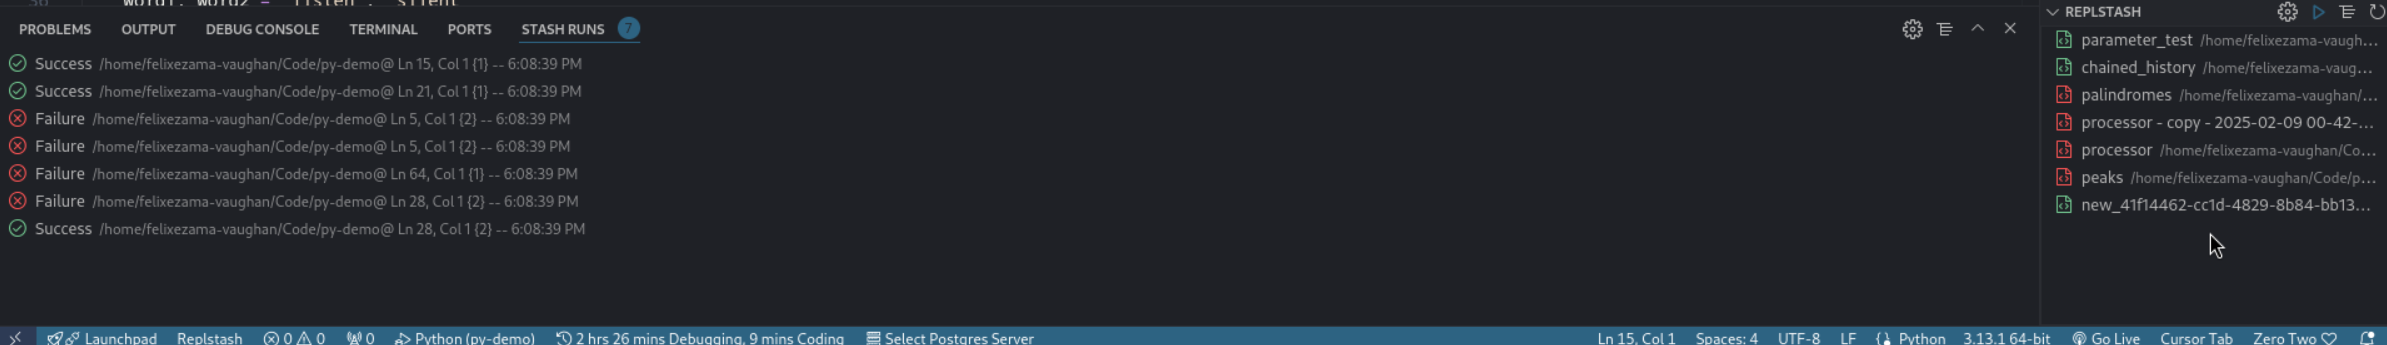 PROBLEMS OUTPUT DEBUG CONSOLE TERMINAL PORTS STASH RUNS 7
Success /home/felixezama-vaughan/Code/py-demo@ Ln 15, Col 1 {1} -- 6:08:39 PM
Success /home/felixezama-vaughan/Code/py-demo@ Ln 21, Col 1 {1} -- 6:08:39 PM
Failure /home/felixezama-vaughan/Code/py-demo@ Ln 5, Col 1 {2} -- 6:08:39 PM
Failure /home/felixezama-vaughan/Code/py-demo@ Ln 5, Col 1 {2} -- 6:08:39 PM
Failure /home/felixezama-vaughan/Code/py-demo@ Ln 64, Col 1 {1} -- 6:08:39 PM
Failure /home/felixezama-vaughan/Code/py-demo@ Ln 28, Col 1 {2} -- 6:08:39 PM
Success /home/felixezama-vaughan/Code/py-demo@ Ln 28, Col 1 {2} -- 6:08:39 PM
REPLSTASH
parameter_test /home/felixezama-vaugh...
chained_history /home/felixezama-vaug...
palindromes /home/felixezama-vaughan/...
processor - copy - 2025-02-09 00-42-...
processor /home/felixezama-vaughan/Co...
peaks /home/felixezama-vaughan/Code/p...
new_41f14462-cc1d-4829-8b84-bb13...
Launchpad Replstash 0 0 0 Python (py-demo) 2 hrs 26 mins Debugging, 9 mins Coding Select Postgres Server Ln 15, Col 1 Spaces: 4 UTF-8 LF Python 3.13.1 64-bit Go Live Cursor Tab Zero Two